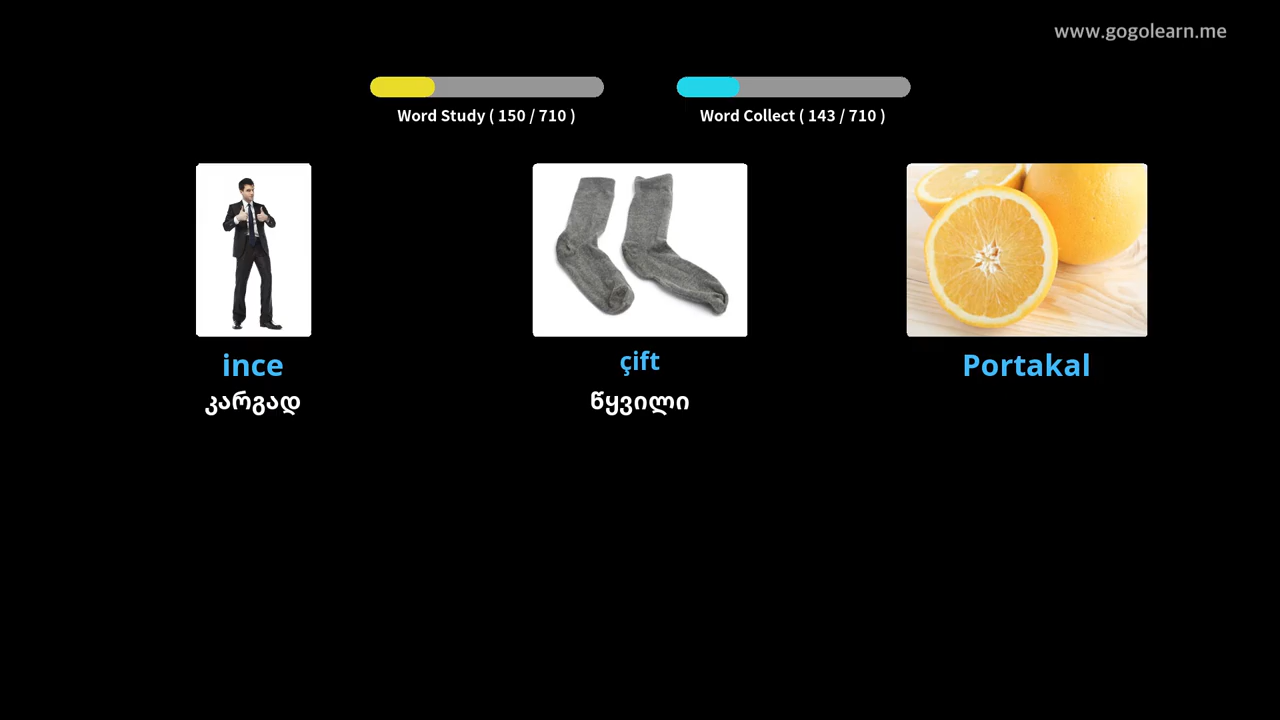 www.gogolearn.me
Word Study ( 150 / 710 )
Word Collect ( 143 / 710 )
ince
კარგად
çift
წყვილი
Portakal